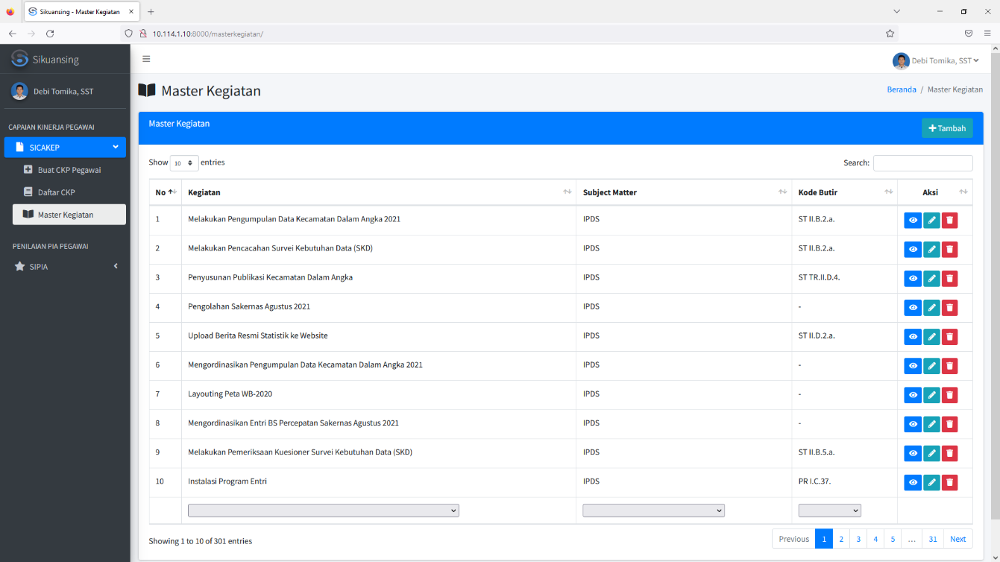 Sikuansing - Master Kegiatan
10.114.1.10:8000/masterkegiatan/
Sikuansing
Debi Tomika, SST
Debi Tomika, SST
Master Kegiatan
Beranda / Master Kegiatan
CAPAIAN KINERJA PEGAWAI
SICAKEP
Buat CKP Pegawai
Daftar CKP
Master Kegiatan
PENILAIAN PIA PEGAWAI
SIPIA
Master Kegiatan
Tambah
Show 10 entries
Search:
No Kegiatan Subject Matter Kode Butir Aksi
1 Melakukan Pengumpulan Data Kecamatan Dalam Angka 2021 IPDS ST II.B.2.a.
2 Melakukan Pencacahan Survei Kebutuhan Data (SKD) IPDS ST II.B.2.a.
3 Penyusunan Publikasi Kecamatan Dalam Angka IPDS ST TR.II.D.4.
4 Pengolahan Sakernas Agustus 2021 IPDS -
5 Upload Berita Resmi Statistik ke Website IPDS ST II.D.2.a.
6 Mengordinasikan Pengumpulan Data Kecamatan Dalam Angka 2021 IPDS -
7 Layouting Peta WB-2020 IPDS -
8 Mengordinasikan Entri BS Percepatan Sakernas Agustus 2021 IPDS -
9 Melakukan Pemeriksaan Kuesioner Survei Kebutuhan Data (SKD) IPDS ST II.B.5.a.
10 Instalasi Program Entri IPDS PR I.C.37.
Showing 1 to 10 of 301 entries
Previous 1 2 3 4 5 … 31 Next